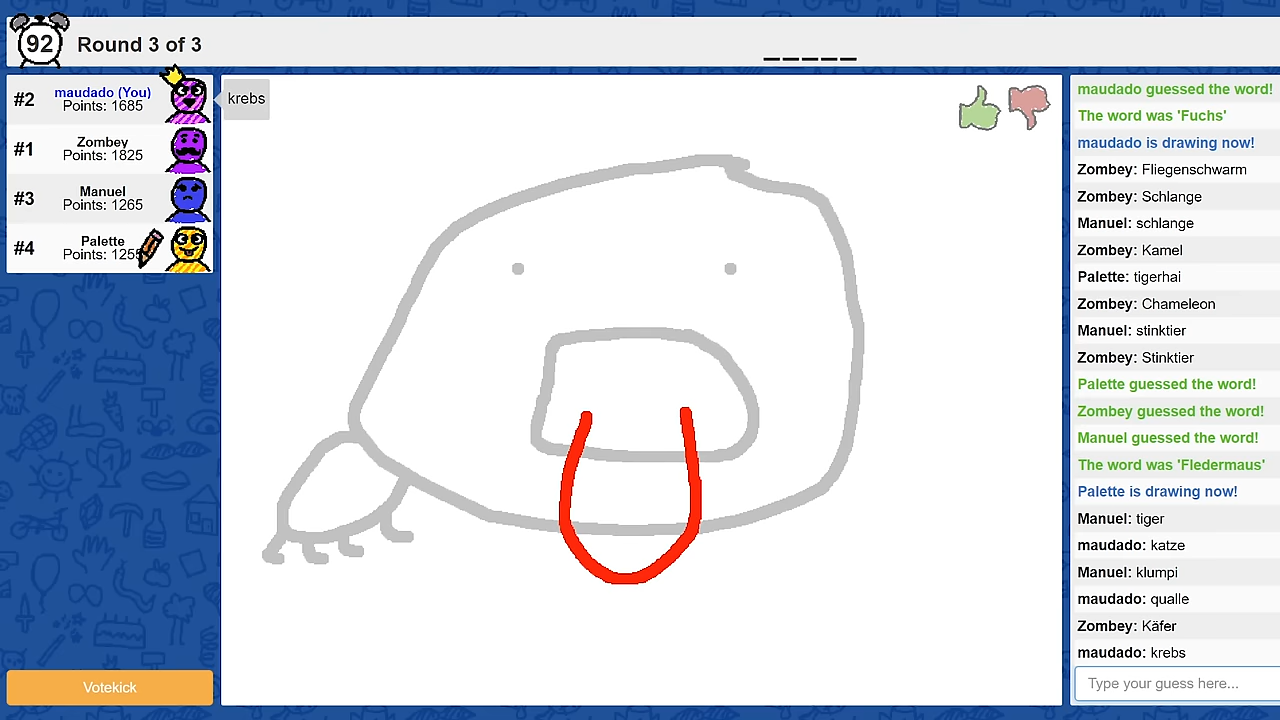 92
Round 3 of 3
_ _ _ _ _
#2
maudado (You)
Points: 1685
#1
Zombey
Points: 1825
#3
Manuel
Points: 1265
#4
Palette
Points: 1255
krebs
maudado guessed the word!
The word was 'Fuchs'
maudado is drawing now!
Zombey: Fliegenschwarm
Zombey: Schlange
Manuel: schlange
Zombey: Kamel
Palette: tigerhai
Zombey: Chameleon
Manuel: stinktier
Zombey: Stinktier
Palette guessed the word!
Zombey guessed the word!
Manuel guessed the word!
The word was 'Fledermaus'
Palette is drawing now!
Manuel: tiger
maudado: katze
Manuel: klumpi
maudado: qualle
Zombey: Käfer
maudado: krebs
Type your guess here...
Votekick